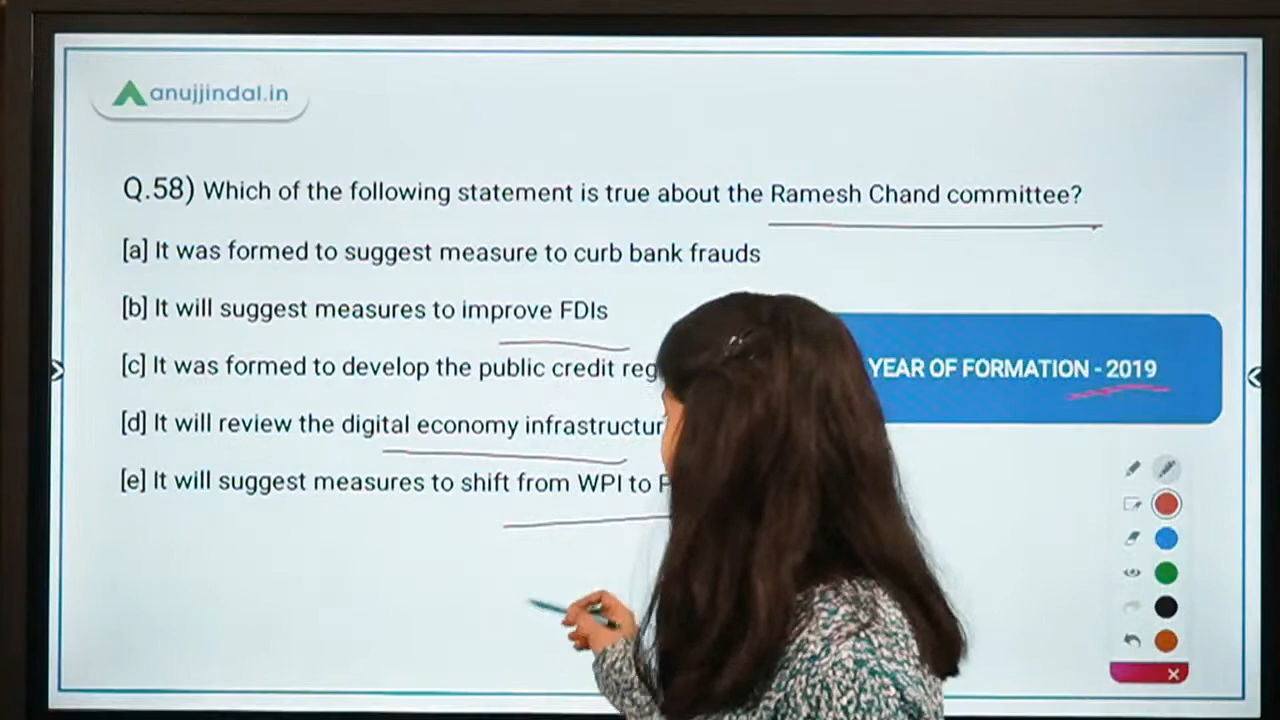 anujjindal.in
Q.58) Which of the following statement is true about the Ramesh Chand committee?
[a] It was formed to suggest measure to curb bank frauds
[b] It will suggest measures to improve FDIs
[c] It was formed to develop the public credit
YEAR OF FORMATION - 2019
[d] It will review the digital economy
[e] It will suggest measures to shift from WPI to